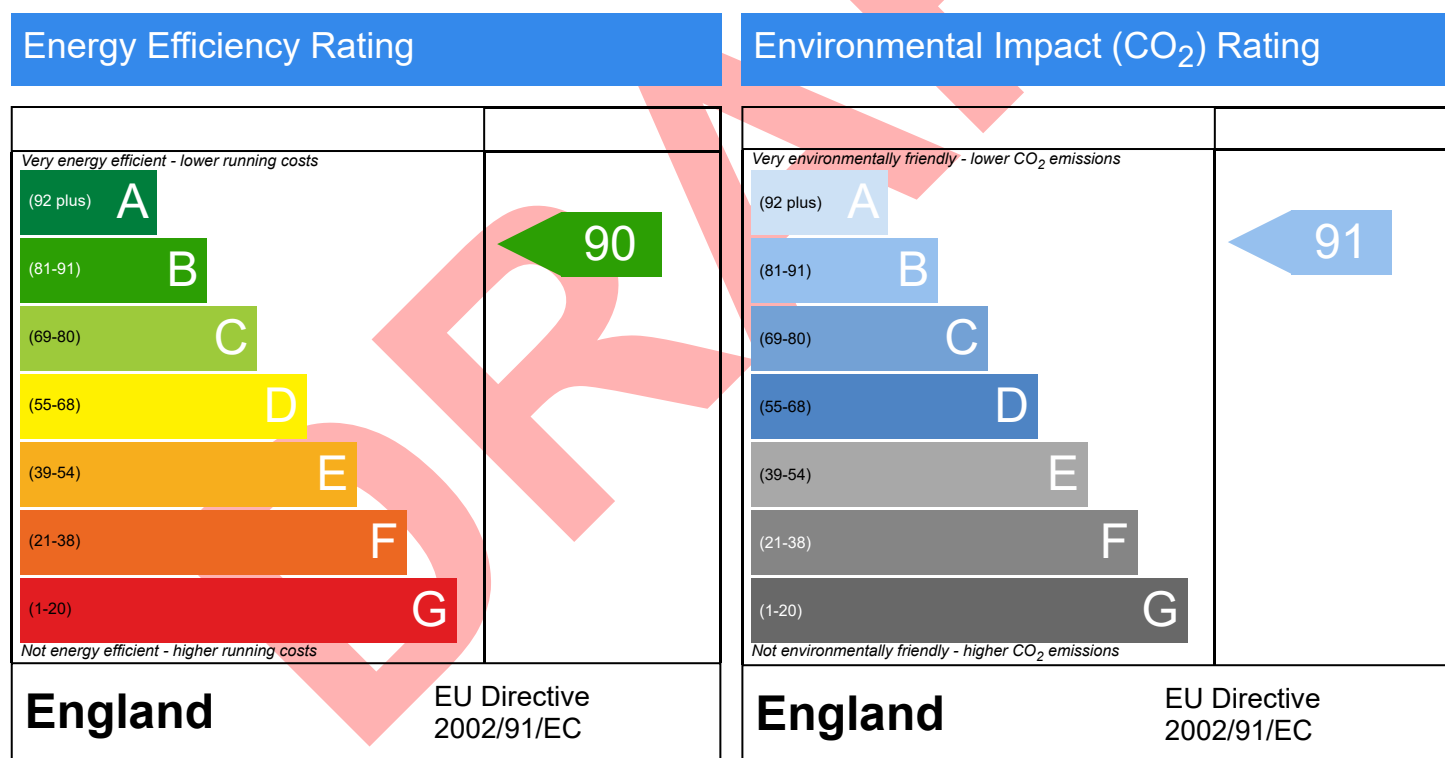 Energy Efficiency Rating
Very energy efficient - lower running costs
(92 plus) A
(81-91) B
(69-80) C
(55-68) D
(39-54) E
(21-38) F
(1-20) G
Not energy efficient - higher running costs
90
England
EU Directive
2002/91/EC
Environmental Impact (CO2) Rating
Very environmentally friendly - lower CO2 emissions
(92 plus) A
(81-91) B
(69-80) C
(55-68) D
(39-54) E
(21-38) F
(1-20) G
Not environmentally friendly - higher CO2 emissions
91
England
EU Directive
2002/91/EC